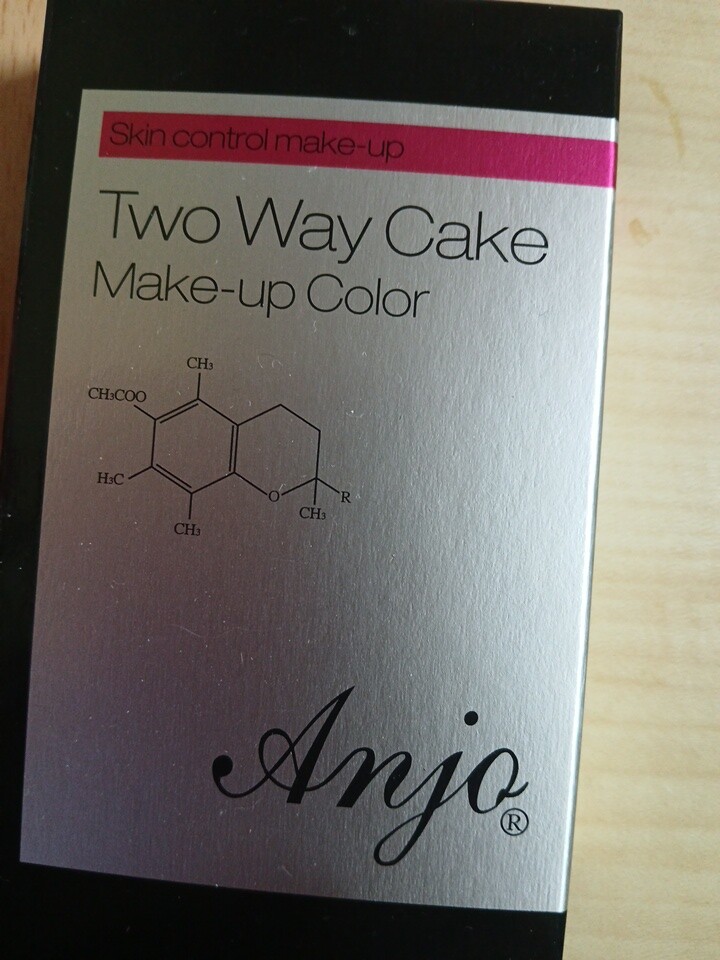 Skin control make-up
Two Way Cake
Make-up Color
CH₃
CH₃COO
H₃C
O
R
CH₃
CH₃
Anjo®